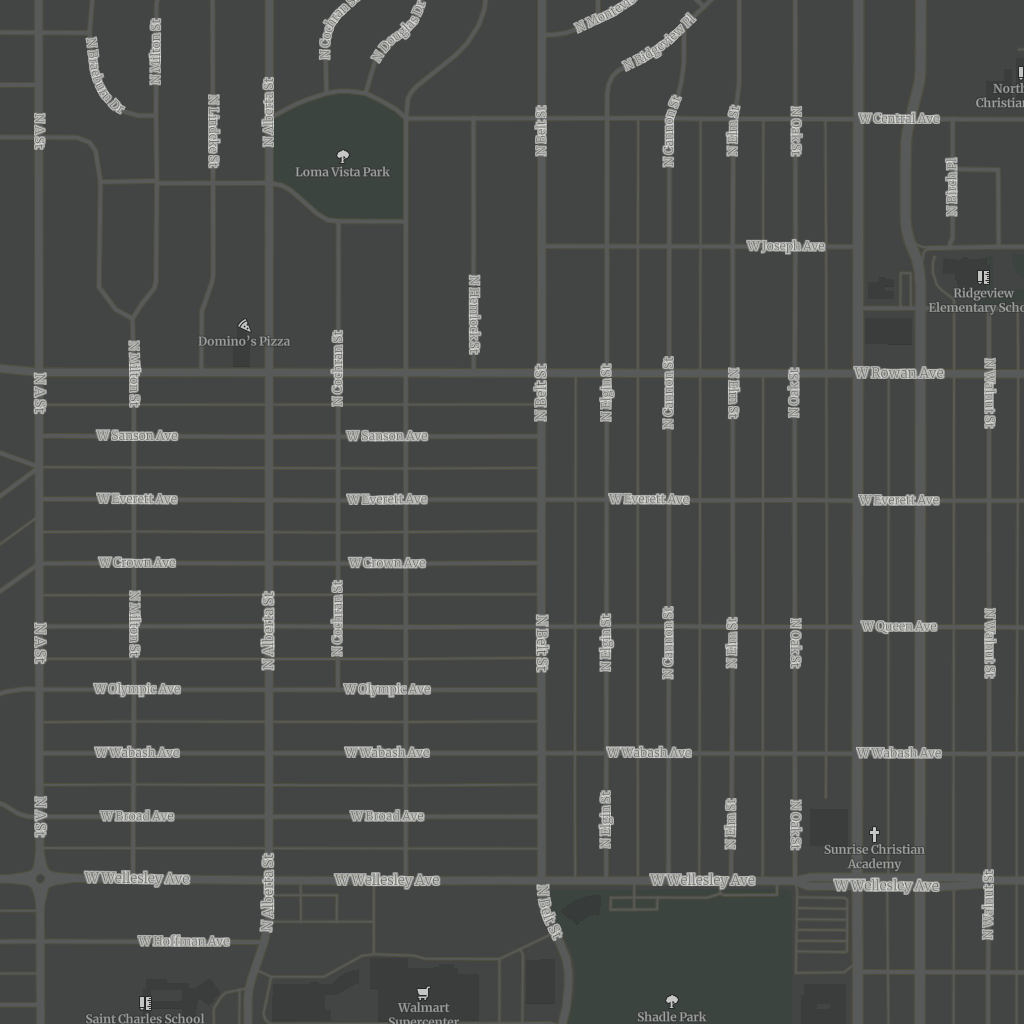 N Cochran St
N Douglas Dr
N Montev
N Ridgeview Pl
N Hearburn Dr
N Milton St
N Lindeke St
N Alberta St
N A St
N Belt St
N Cannon St
N Elm St
N Oak St
W Central Ave
North
Christian
N Birch Pl
Loma Vista Park
W Joseph Ave
Ridgeview
Elementary Scho
N Hemlock St
Domino's Pizza
N A St
N Milton St
N Cochran St
N Belt St
N Elgin St
N Cannon St
N Elm St
N Oak St
W Rowan Ave
N Walnut St
W Sanson Ave
W Sanson Ave
W Everett Ave
W Everett Ave
W Everett Ave
W Everett Ave
W Crown Ave
W Crown Ave
N A St
N Milton St
N Alberta St
N Cochran St
N Belt St
N Elgin St
N Cannon St
N Elm St
N Oak St
W Queen Ave
N Walnut St
W Olympic Ave
W Olympic Ave
W Wabash Ave
W Wabash Ave
W Wabash Ave
W Wabash Ave
N A St
W Broad Ave
W Broad Ave
N Elgin St
N Elm St
N Oak St
Sunrise Christian
Academy
W Wellesley Ave
N Alberta St
W Wellesley Ave
N Belt St
W Wellesley Ave
W Wellesley Ave
N Walnut St
W Hoffman Ave
Saint Charles School
Walmart
Supercenter
Shadle Park